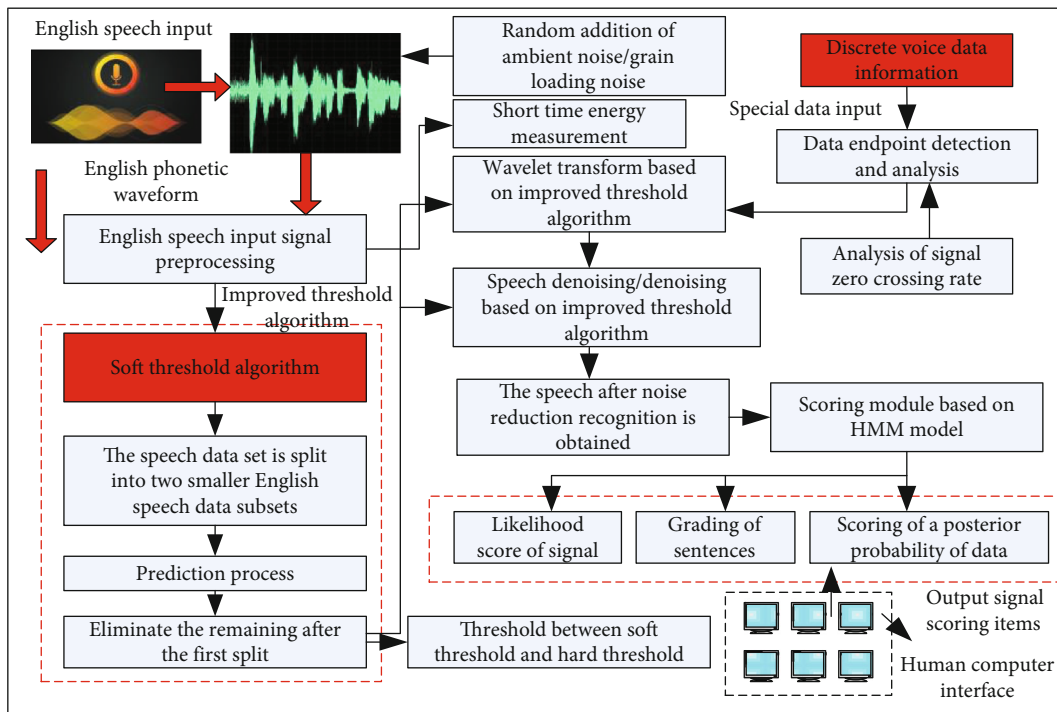 English speech input
Random addition of
ambient noise/grain
loading noise
Discrete voice data
information
Short time energy
measurement
Special data input
Data endpoint detection
and analysis
English phonetic
waveform
Wavelet transform based
on improved threshold
algorithm
English speech input signal
preprocessing
Analysis of signal
zero crossing rate
Improved threshold
algorithm
Speech denoising/denoising
based on improved threshold
algorithm
Soft threshold algorithm
The speech after noise
reduction recognition is
obtained
Scoring module based on
HMM model
The speech data set is split
into two smaller English
speech data subsets
Likelihood
score of signal
Grading of
sentences
Scoring of a posterior
probability of data
Prediction process
Eliminate the remaining after
the first split
Threshold between soft
threshold and hard threshold
Output signal
scoring items
Human computer
interface